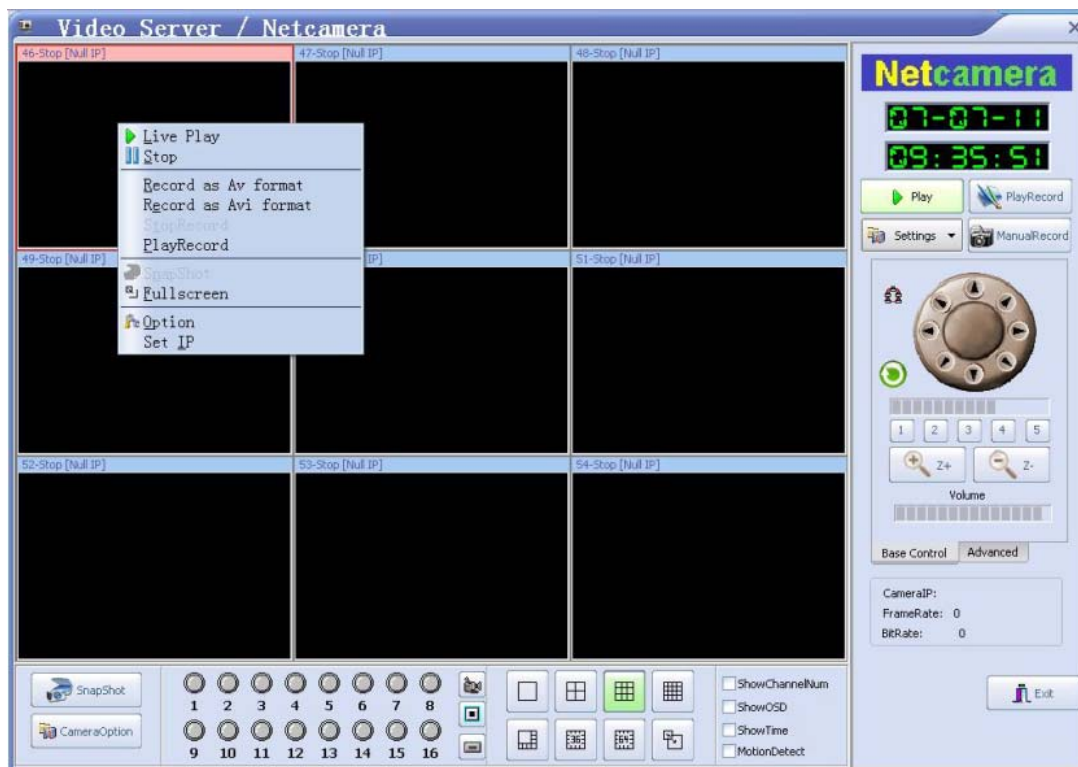 Video Server / Netcamera
46-Stop [Null IP]
47-Stop [Null IP]
48-Stop [Null IP]
Live Play
Stop
Record as Av format
Record as Avi format
StopRecord
PlayRecord
SnapShot
Fullscreen
Option
Set IP
49-Stop [Null IP]
IP]
51-Stop [Null IP]
52-Stop [Null IP]
53-Stop [Null IP]
54-Stop [Null IP]
Netcamera
07-07-11
09:35:51
Play
PlayRecord
Settings
ManualRecord
1 2 3 4 5
Z+
Z-
Volume
Base Control
Advanced
CameraIP:
FrameRate: 0
BitRate: 0
SnapShot
CameraOption
1 2 3 4 5 6 7 8
9 10 11 12 13 14 15 16
36
64
ShowChannelNum
ShowOSD
ShowTime
MotionDetect
Exit